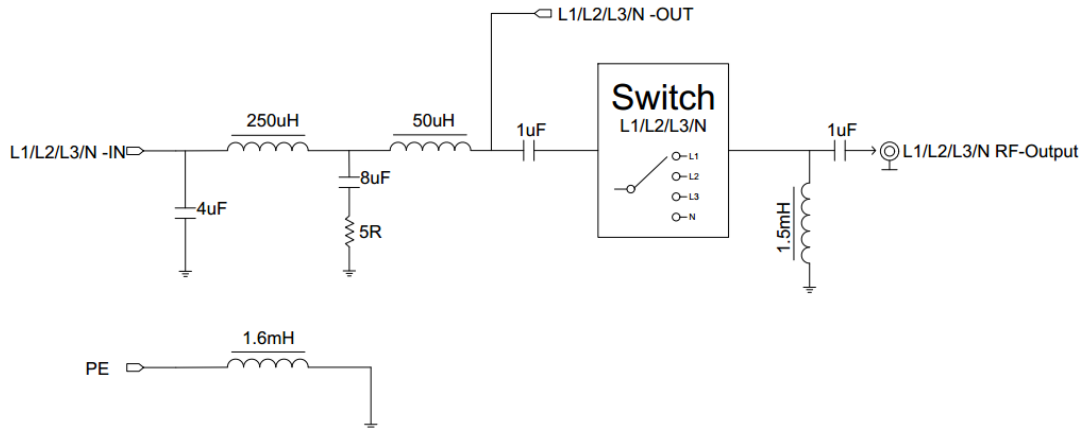 L1/L2/L3/N -OUT
Switch
L1/L2/L3/N
250uH
50uH
1uF
1uF
L1/L2/L3/N -IN
L1/L2/L3/N RF-Output
L1
L2
L3
N
8uF
4uF
5R
1.5mH
1.6mH
PE